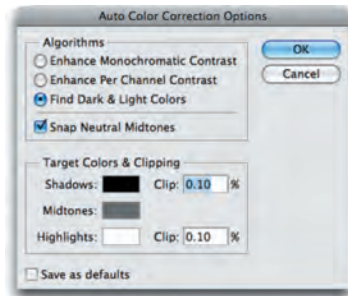 Auto Color Correction Options
Algorithms
Enhance Monochromatic Contrast
Enhance Per Channel Contrast
Find Dark & Light Colors
Snap Neutral Midtones
OK
Cancel
Target Colors & Clipping
Shadows: Clip: 0.10 %
Midtones:
Highlights: Clip: 0.10 %
Save as defaults